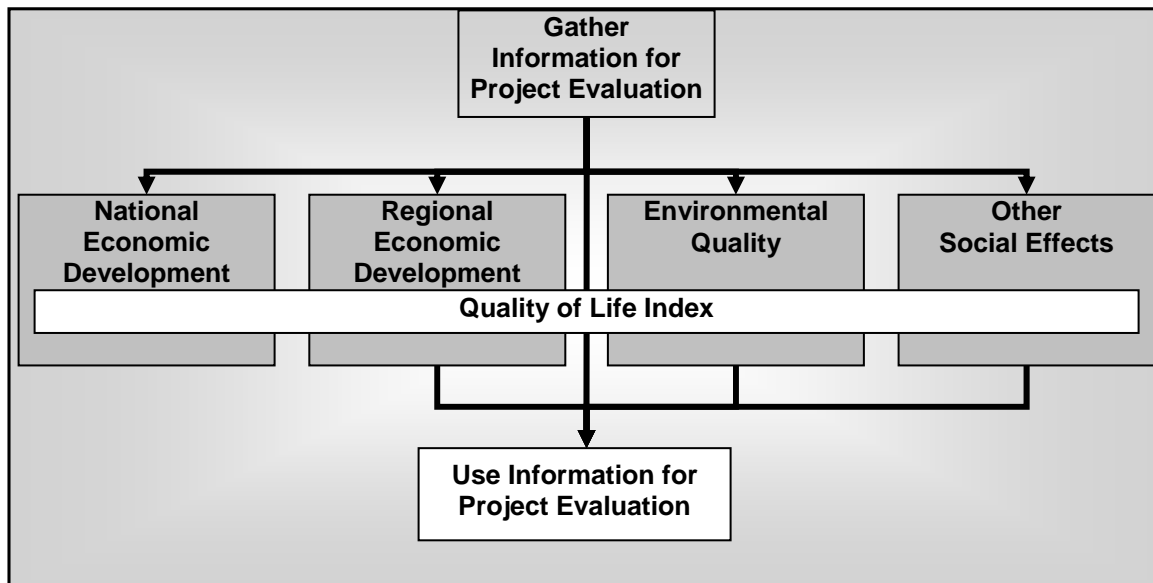 Gather
Information for
Project Evaluation
National
Economic
Development
Regional
Economic
Development
Environmental
Quality
Other
Social Effects
Quality of Life Index
Use Information for
Project Evaluation